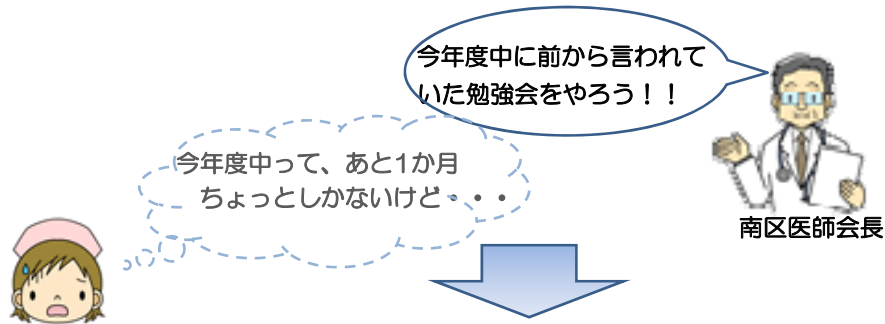 今年度中に前から言われて
いた勉強会をやろう！！
今年度中って、あと1か月
ちょっとしかないけど・・・
南区医師会長